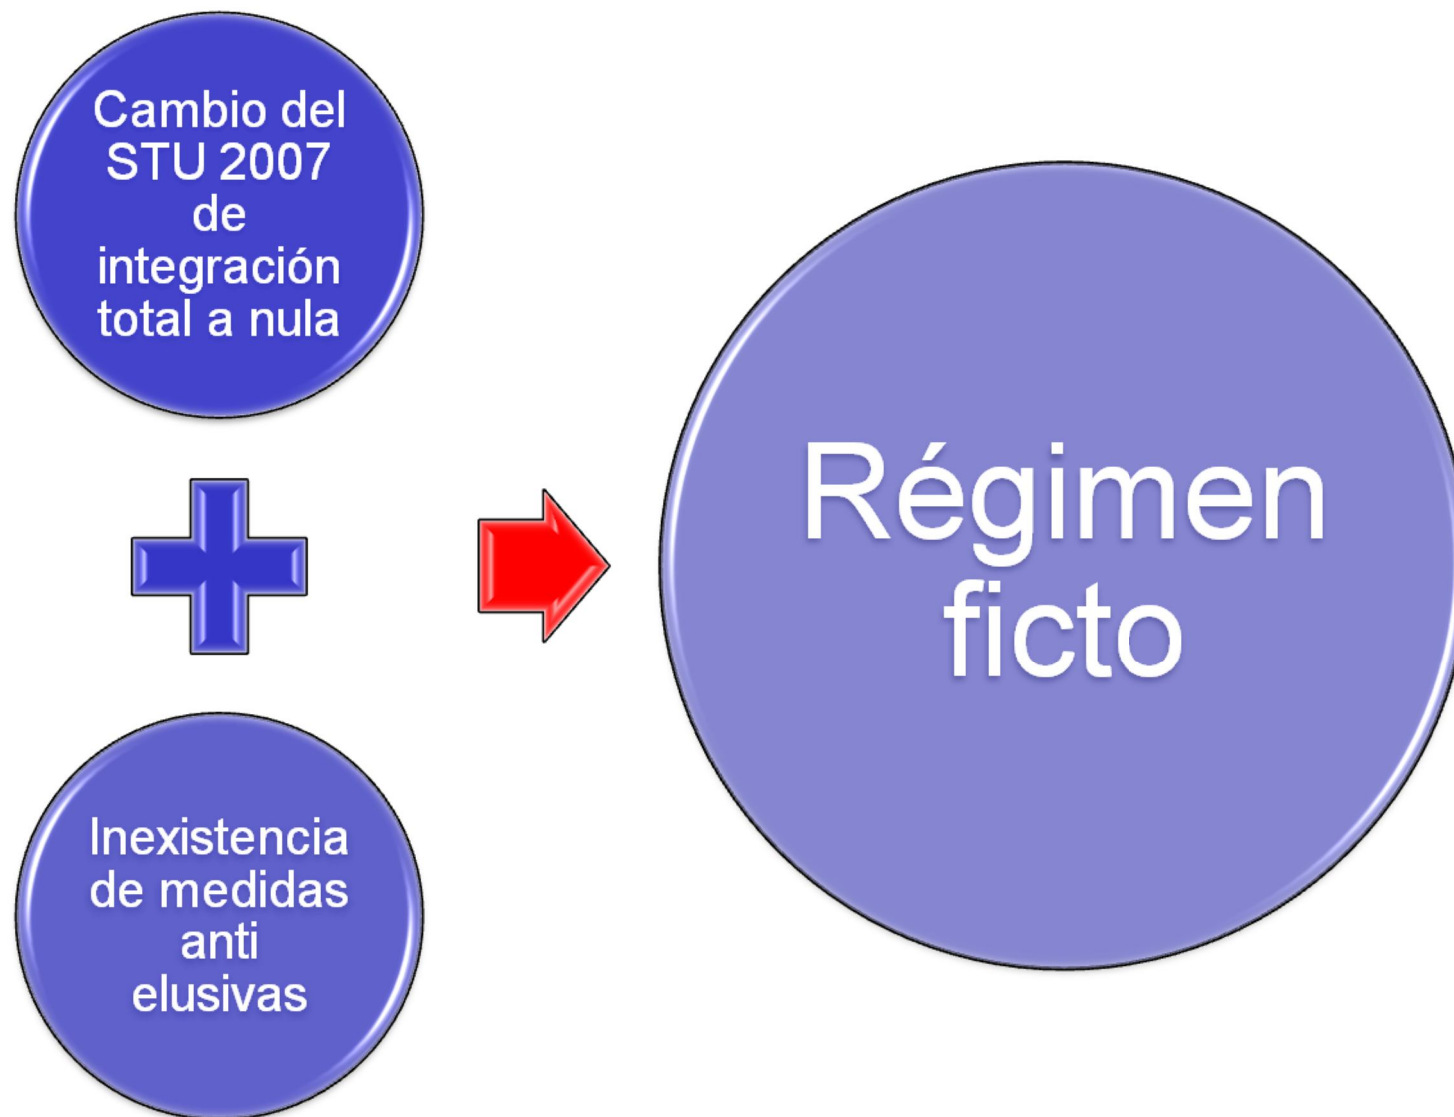 Cambio del
STU 2007
de
integración
total a nula
Inexistencia
de medidas
anti
elusivas
Régimen
ficto